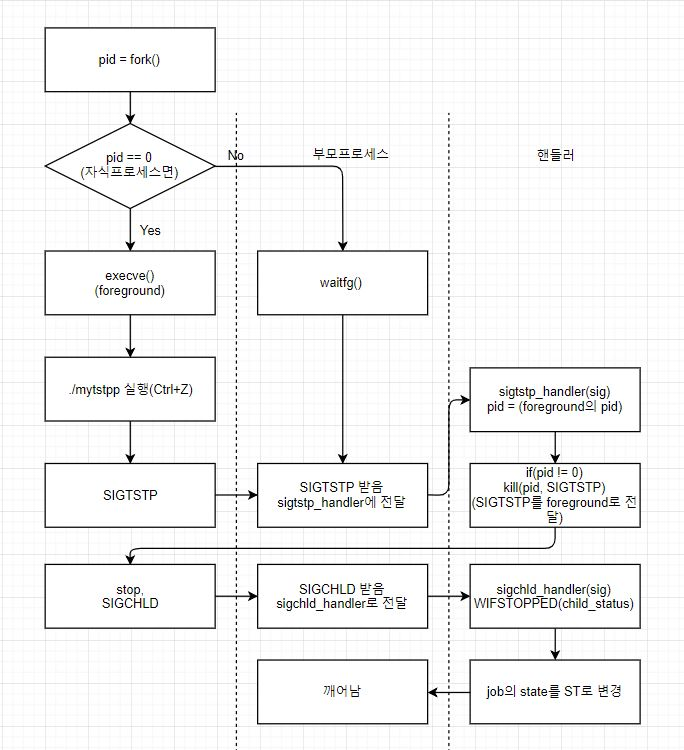 pid = fork()
pid == 0
(자식프로세스면)
No
부모프로세스
핸들러
Yes
execve()
(foreground)
waitfg()
./mytstpp 실행(Ctrl+Z)
sigtstp_handler(sig)
pid = (foreground의 pid)
SIGTSTP
SIGTSTP 받음
sigtstp_handler에 전달
if(pid != 0)
kill(pid, SIGTSTP)
(SIGTSTP를 foreground로 전
달)
stop,
SIGCHLD
SIGCHLD 받음
sigchld_handler로 전달
sigchld_handler(sig)
WIFSTOPPED(child_status)
깨어남
job의 state를 ST로 변경